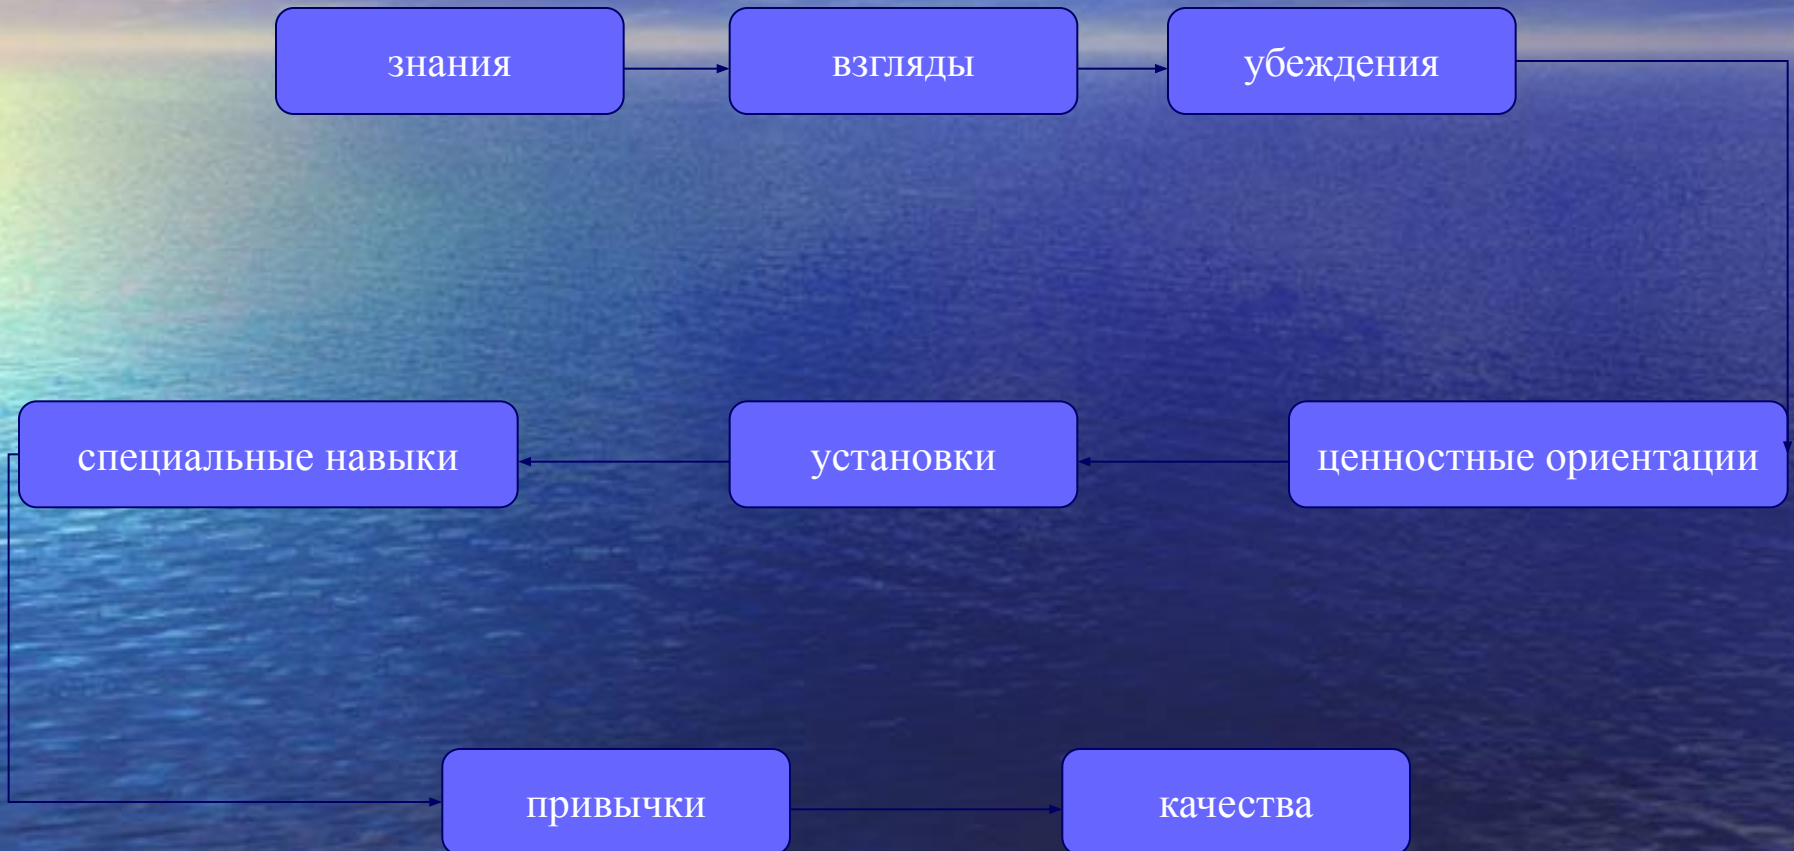 знания
взгляды
убеждения
специальные навыки
установки
ценностные ориентации
привычки
качества